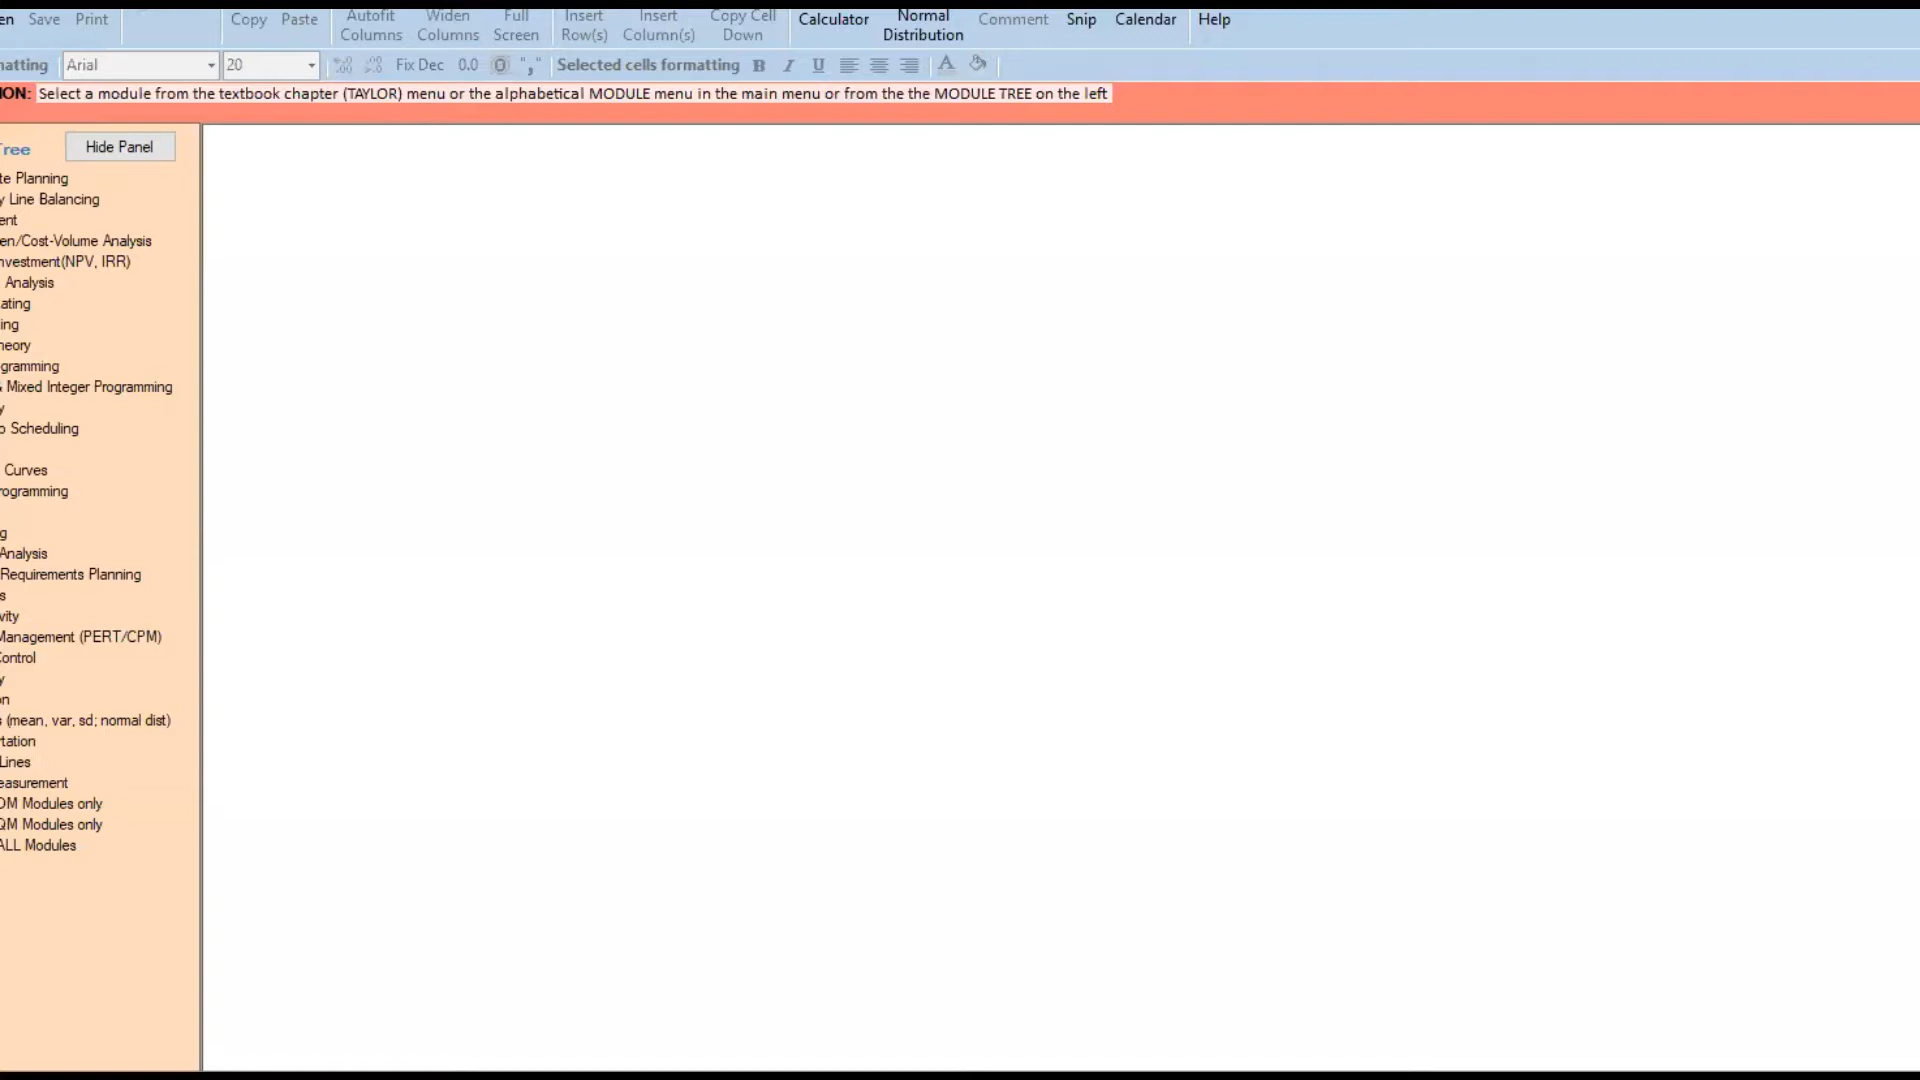 en Save Print Copy Paste Autofit Columns Widen Columns Full Screen Insert Row(s) Insert Column(s) Copy Cell Down Calculator Normal Distribution Comment Snip Calendar Help
matting Arial 20 Fix Dec 0.0 0 "," Selected cells formatting B I U A
ION: Select a module from the textbook chapter (TAYLOR) menu or the alphabetical MODULE menu in the main menu or from the the MODULE TREE on the left
Tree Hide Panel
te Planning
y Line Balancing
ent
en/Cost-Volume Analysis
nvestment(NPV, IRR)
Analysis
ating
ing
heory
gramming
& Mixed Integer Programming
y
o Scheduling
Curves
rogramming
g
Analysis
Requirements Planning
s
vity
Management (PERT/CPM)
Control
y
on
s (mean, var, sd; normal dist)
rtation
Lines
easurement
OM Modules only
QM Modules only
ALL Modules